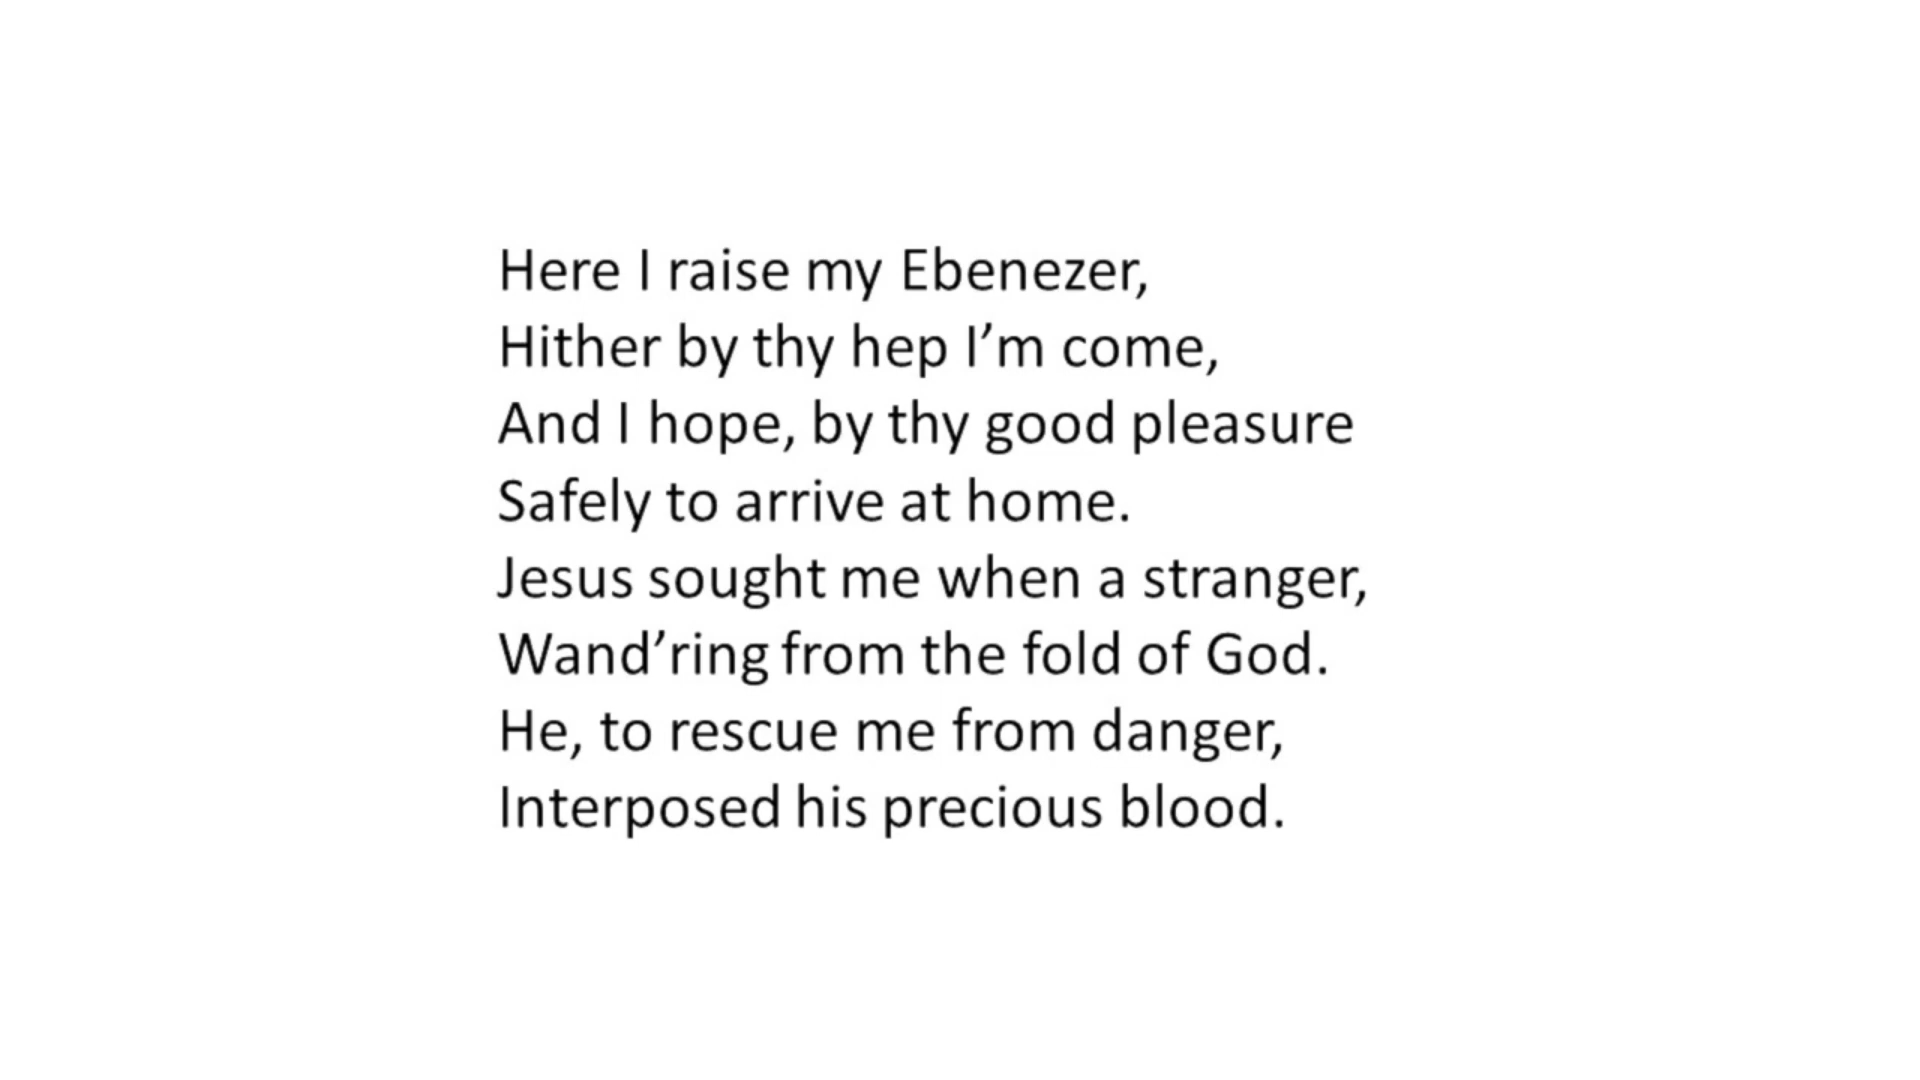 Here I raise my Ebenezer,
Hither by thy hep I’m come,
And I hope, by thy good pleasure
Safely to arrive at home.
Jesus sought me when a stranger,
Wand’ring from the fold of God.
He, to rescue me from danger,
Interposed his precious blood.